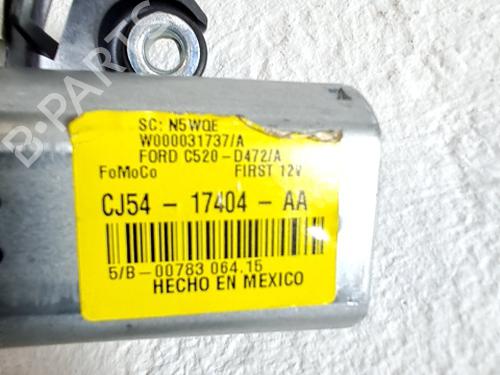 SC: N5WQE
W000031737/A
FORD C520-D472/A
FoMoCo FIRST 12V
CJ54 - 17404 - AA
5/B-00783 064.15
HECHO EN MEXICO
B-PARTS